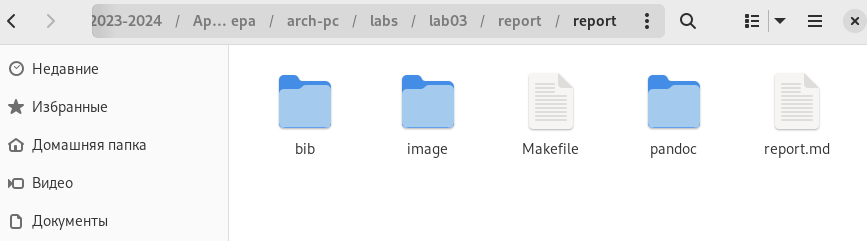 2023-2024 / Ap… epa / arch-pc / labs / lab03 / report / report
Недавние
Избранные
Домашняя папка
Видео
Документы
bib
image
Makefile
pandoc
report.md